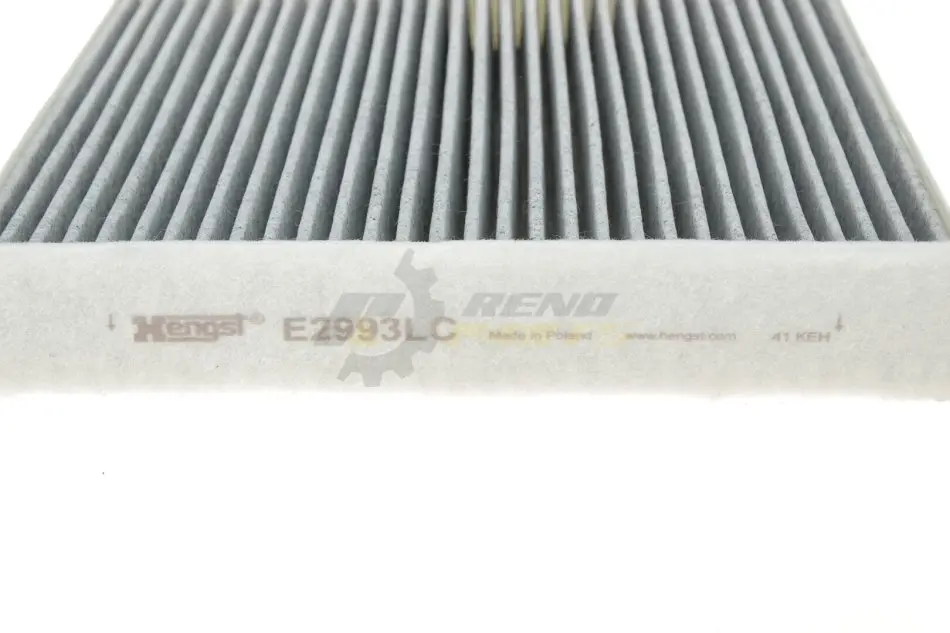 RENO
Hengst® E2993LC Made in Poland www.hengst.com 41 KEH